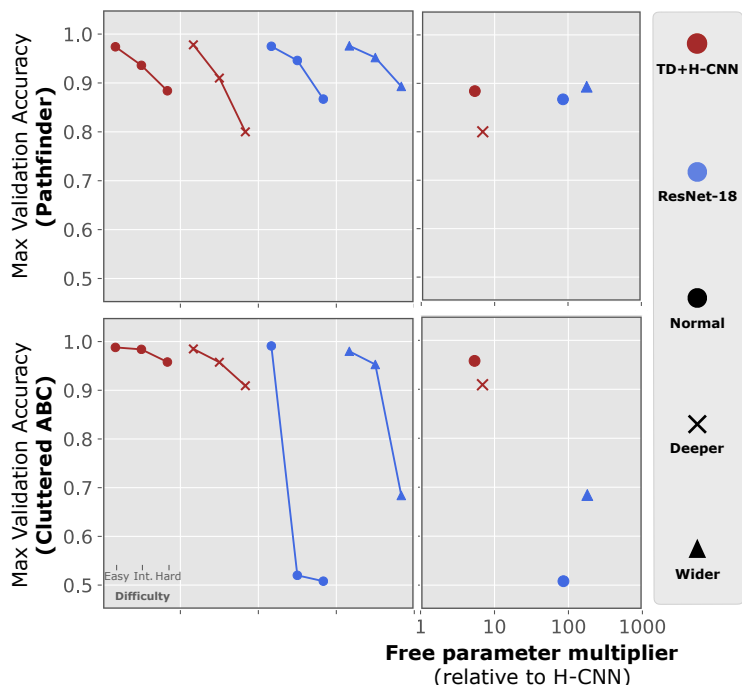 Max Validation Accuracy
(Pathfinder)
1.0
0.9
0.8
0.7
0.6
0.5
Max Validation Accuracy
(Cluttered ABC)
1.0
0.9
0.8
0.7
0.6
0.5
Easy Int. Hard
Difficulty
1 10 100 1000
Free parameter multiplier
(relative to H-CNN)
TD+H-CNN
ResNet-18
Normal
Deeper
Wider